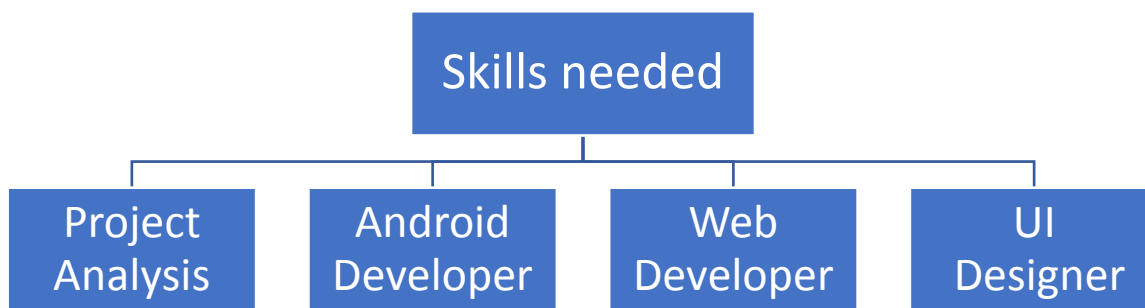 Skills needed
Project
Analysis
Android
Developer
Web
Developer
UI
Designer